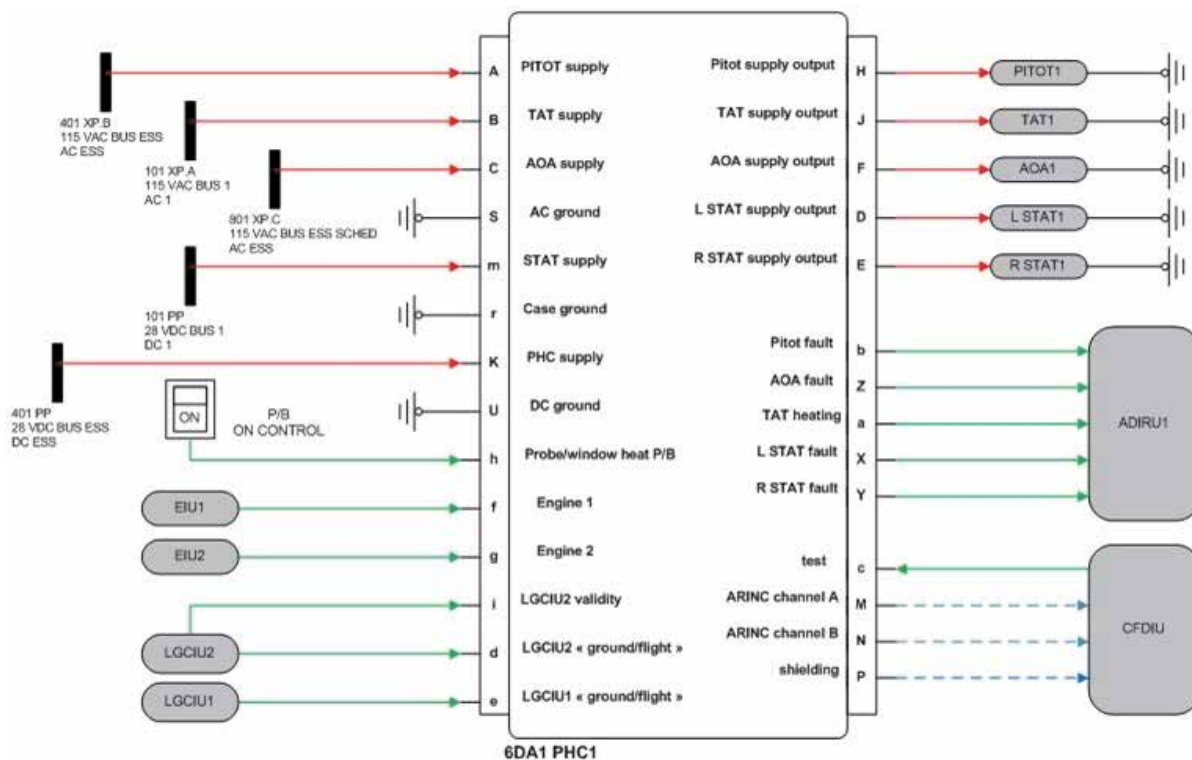 A PITOT supply
Pitot supply output H
PITOT1
401 XP.B
115 VAC BUS ESS
AC ESS
B TAT supply
TAT supply output J
TAT1
101 XP.A
115 VAC BUS 1
AC 1
C AOA supply
AOA supply output F
AOA1
801 XP.C
115 VAC BUS ESS SCHED
AC ESS
S AC ground
L STAT supply output D
L STAT1
m STAT supply
R STAT supply output E
R STAT1
101 PP
28 VDC BUS 1
DC 1
r Case ground
Pitot fault b
K PHC supply
AOA fault Z
401 PP
28 VDC BUS ESS
DC ESS
ON
P/B
ON CONTROL
U DC ground
TAT heating a
ADIRU1
h Probe/window heat P/B
L STAT fault X
R STAT fault Y
EIU1
f Engine 1
EIU2
g Engine 2
test c
i LGCIU2 validity
ARINC channel A M
CFDIU
ARINC channel B N
LGCIU2
d LGCIU2 « ground/flight »
shielding P
LGCIU1
e LGCIU1 « ground/flight »
6DA1 PHC1